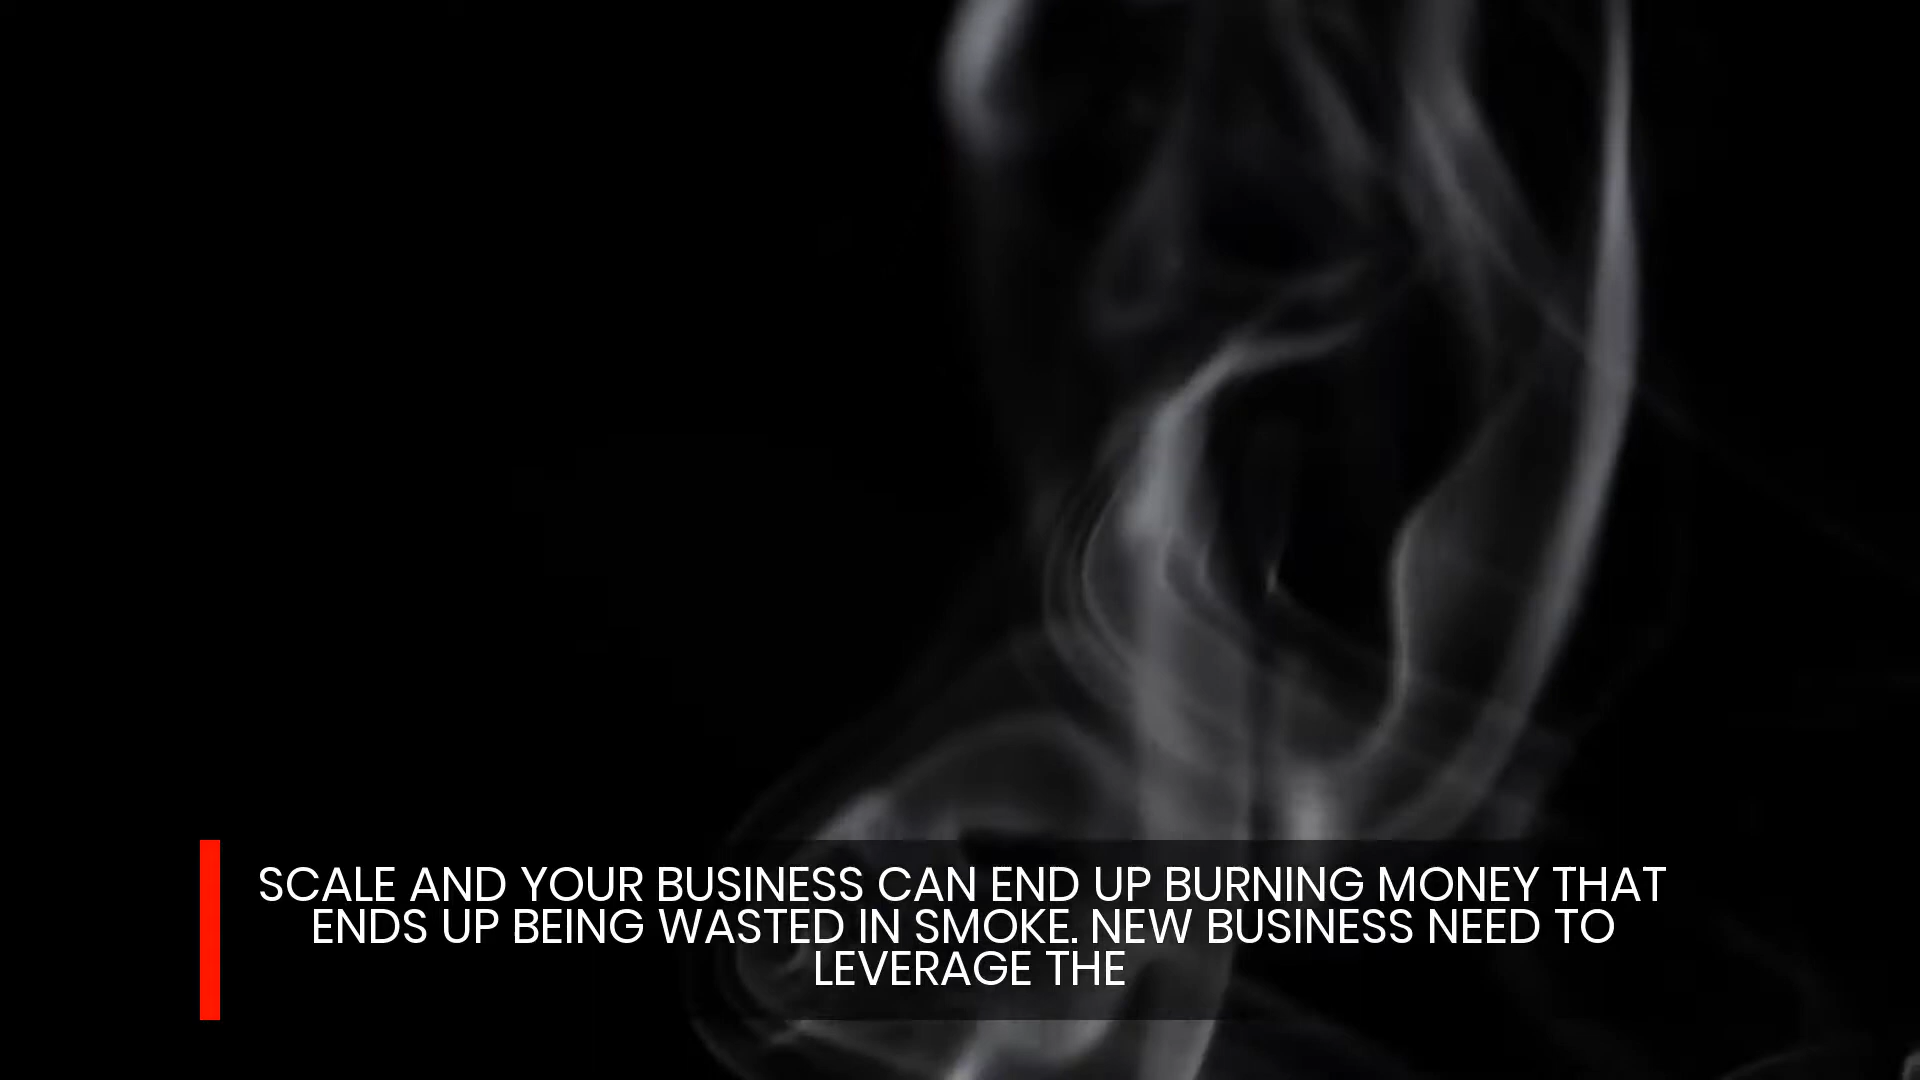 SCALE AND YOUR BUSINESS CAN END UP BURNING MONEY THAT
ENDS UP BEING WASTED IN SMOKE. NEW BUSINESS NEED TO
LEVERAGE THE